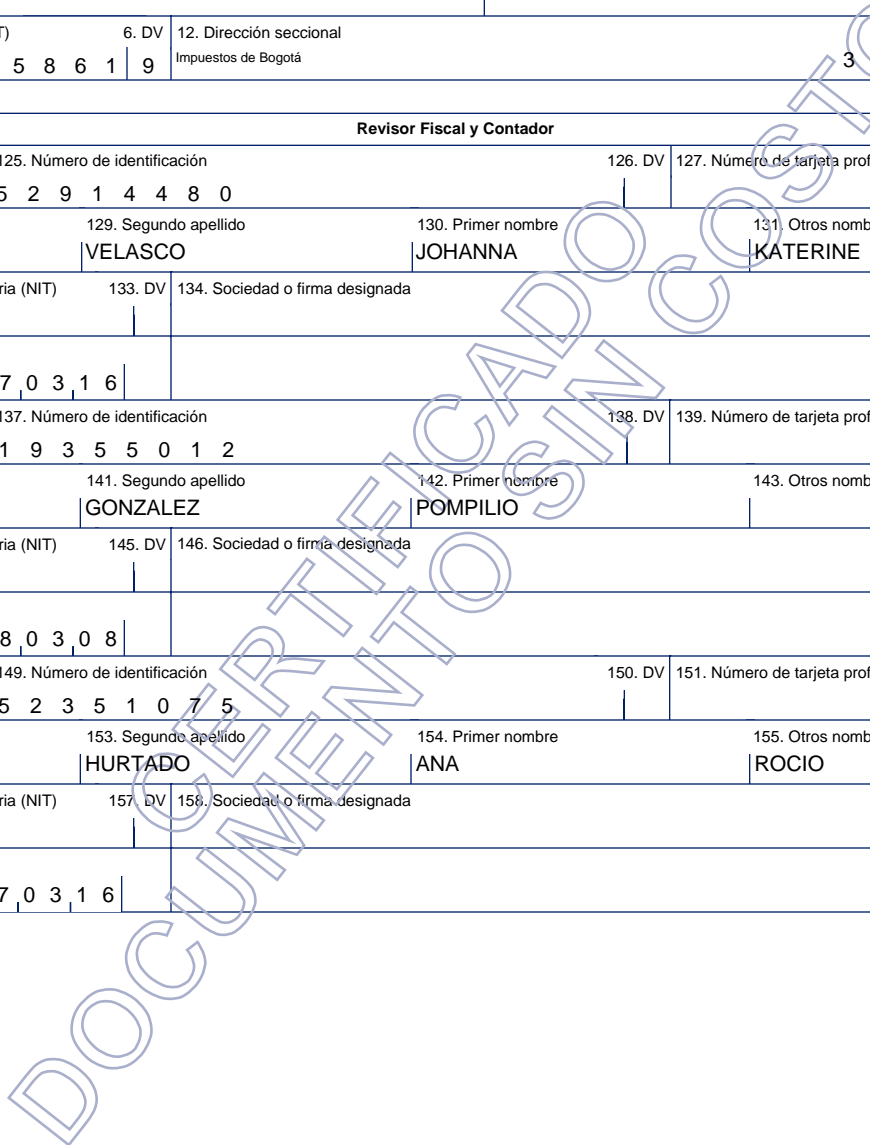 T) 6. DV 12. Dirección seccional
5 8 6 1 9 Impuestos de Bogotá 3
Revisor Fiscal y Contador
125. Número de identificación 126. DV 127. Número de tarjeta prof
5 2 9 1 4 4 8 0
129. Segundo apellido 130. Primer nombre 131. Otros nomb
VELASCO JOHANNA KATERINE
ria (NIT) 133. DV 134. Sociedad o firma designada
7 0 3 1 6
137. Número de identificación 138. DV 139. Número de tarjeta prof
1 9 3 5 5 0 1 2
141. Segundo apellido 142. Primer nombre 143. Otros nomb
GONZALEZ POMPILIO
ria (NIT) 145. DV 146. Sociedad o firma designada
8 0 3 0 8
149. Número de identificación 150. DV 151. Número de tarjeta prof
5 2 3 5 1 0 7 5
153. Segundo apellido 154. Primer nombre 155. Otros nomb
HURTADO ANA ROCIO
ria (NIT) 157. DV 158. Sociedad o firma designada
7 0 3 1 6
CERTIFICADO
DOCUMENTO SIN COSTO